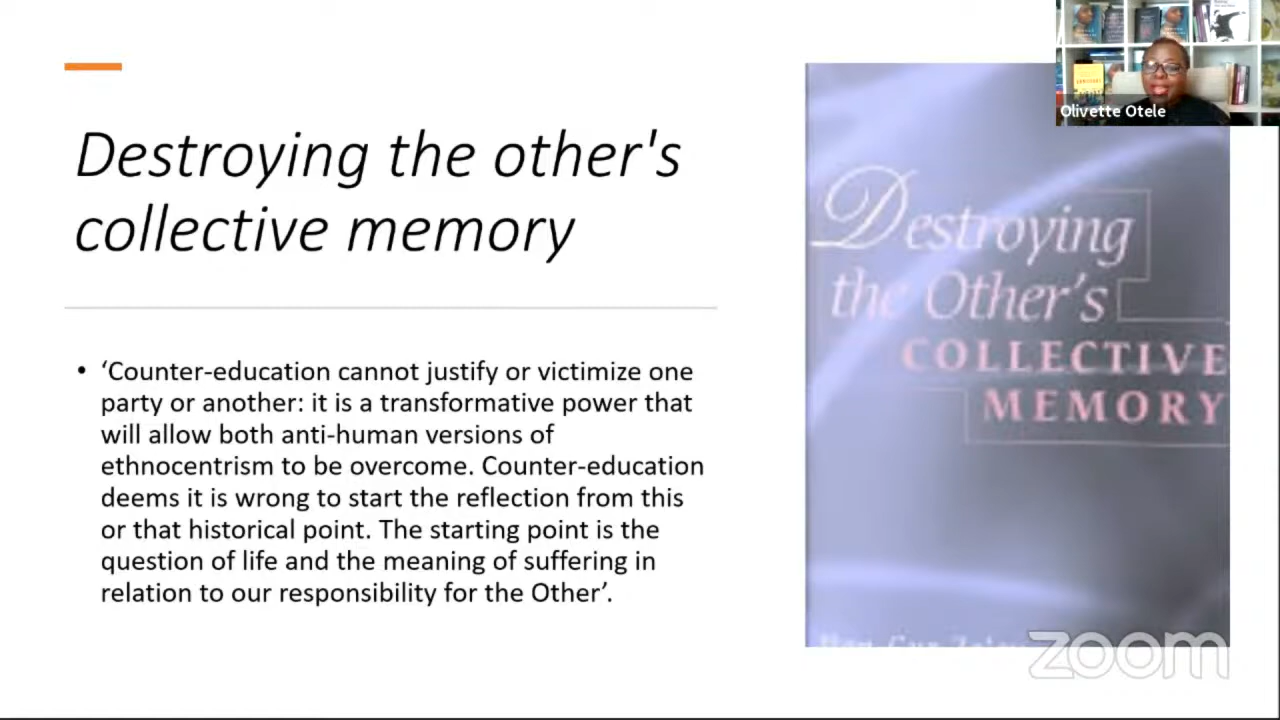 Destroying the other's
collective memory
• ‘Counter-education cannot justify or victimize one
party or another: it is a transformative power that
will allow both anti-human versions of
ethnocentrism to be overcome. Counter-education
deems it is wrong to start the reflection from this
or that historical point. The starting point is the
question of life and the meaning of suffering in
relation to our responsibility for the Other’.
Olivette Otele
Destroying
the Other’s
COLLECTIVE
MEMORY
zoom